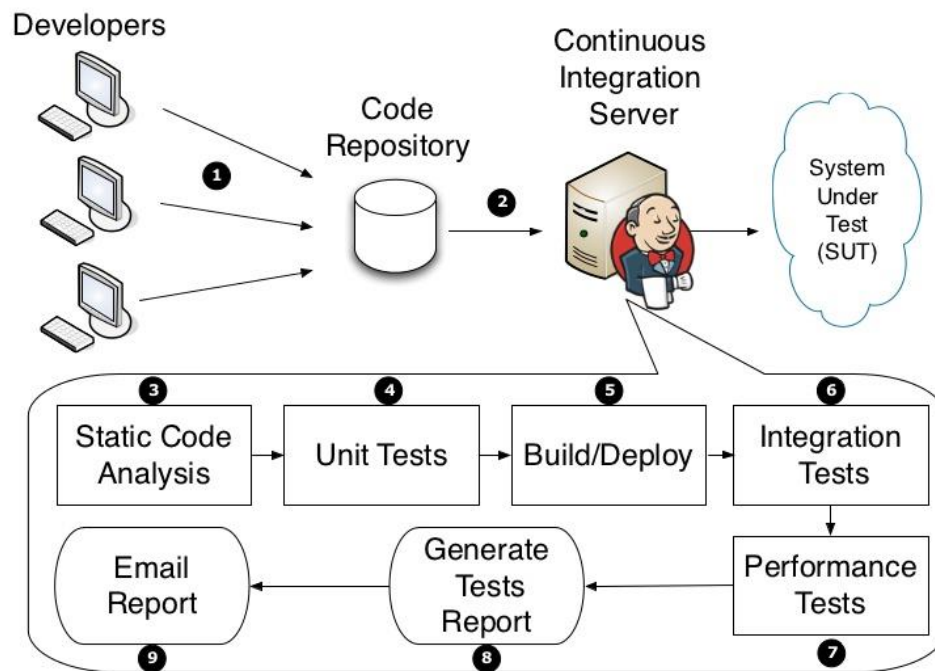 Developers
Continuous
Integration
Server
Code
Repository
1
2
System
Under
Test
(SUT)
3
4
5
6
Static Code
Analysis
Unit Tests
Build/Deploy
Integration
Tests
Email
Report
Generate
Tests
Report
Performance
Tests
9
8
7